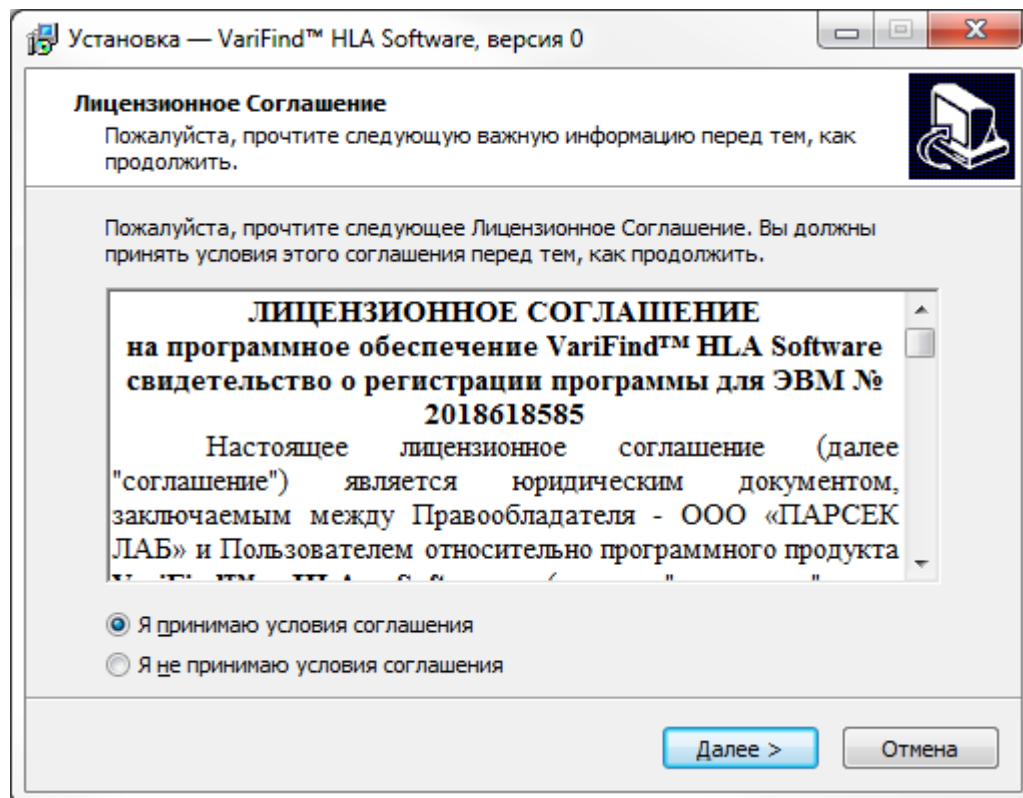 Установка — VariFind™ HLA Software, версия 0
Лицензионное Соглашение
Пожалуйста, прочтите следующую важную информацию перед тем, как
продолжить.
Пожалуйста, прочтите следующее Лицензионное Соглашение. Вы должны
принять условия этого соглашения перед тем, как продолжить.
ЛИЦЕНЗИОННОЕ СОГЛАШЕНИЕ
на программное обеспечение VariFind™ HLA Software
свидетельство о регистрации программы для ЭВМ №
2018618585
Настоящее лицензионное соглашение (далее
"соглашение") является юридическим документом,
заключаемым между Правообладателя - ООО «ПАРСЕК
ЛАБ» и Пользователем относительно программного продукта
Я принимаю условия соглашения
Я не принимаю условия соглашения
Далее >
Отмена